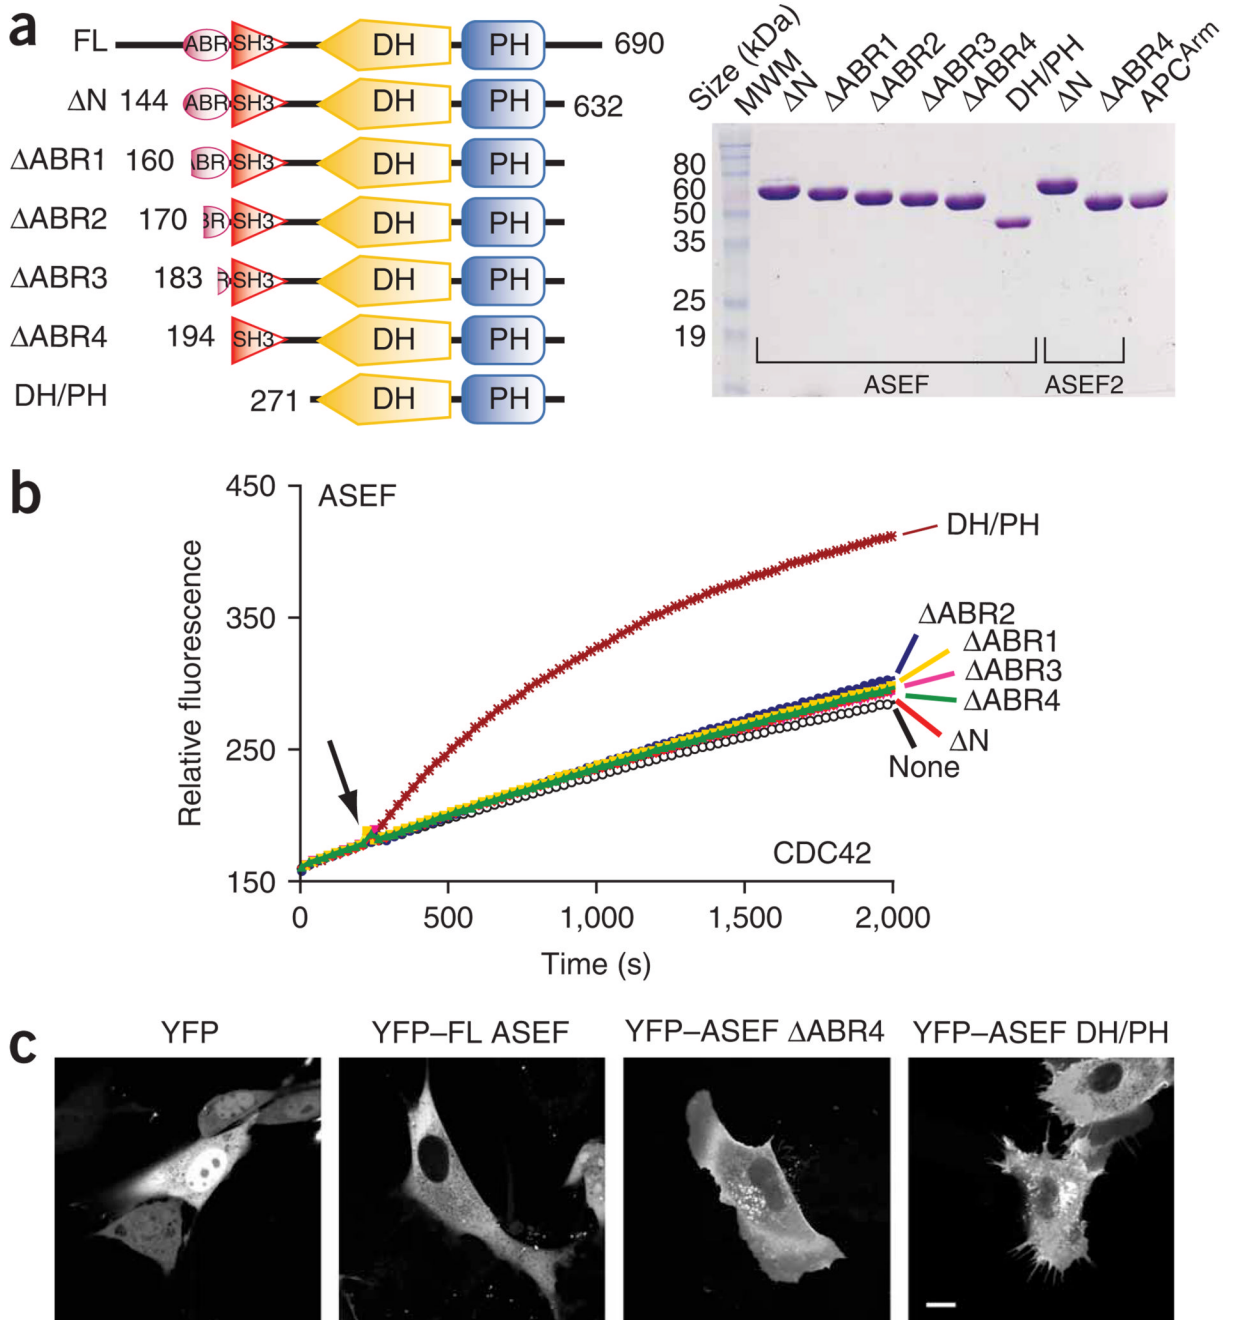 a
FL ABR SH3 DH PH 690
ΔN 144 ABR SH3 DH PH 632
ΔABR1 160 ABR SH3 DH PH
ΔABR2 170 BR SH3 DH PH
ΔABR3 183 R SH3 DH PH
ΔABR4 194 SH3 DH PH
DH/PH 271 DH PH
Size (kDa) MWM ΔN ΔABR1 ΔABR2 ΔABR3 ΔABR4 DH/PH ΔN ΔABR4 APCArm
80
60
50
35
25
19
ASEF ASEF2
b
ASEF
Relative fluorescence
450
350
250
150
0 500 1,000 1,500 2,000
Time (s)
DH/PH
ΔABR2
ΔABR1
ΔABR3
ΔABR4
ΔN
None
CDC42
c
YFP YFP–FL ASEF YFP–ASEF ΔABR4 YFP–ASEF DH/PH